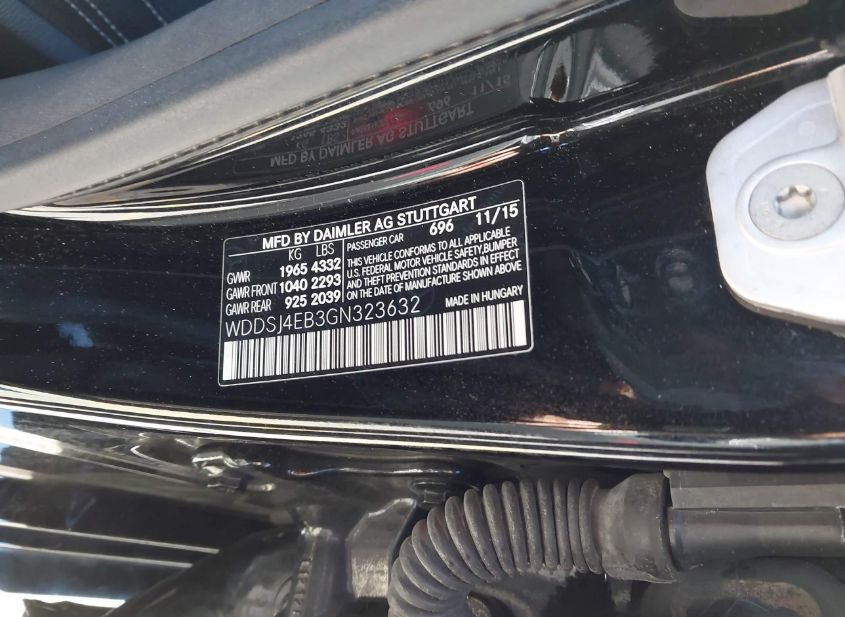 MFD BY DAIMLER AG STUTTGART
KG LBS
GVWR 1965 4332
GAWR FRONT 1040 2293
GAWR REAR 925 2039
PASSENGER CAR 696 11/15
THIS VEHICLE CONFORMS TO ALL APPLICABLE
U.S. FEDERAL MOTOR VEHICLE SAFETY,BUMPER
AND THEFT PREVENTION STANDARDS IN EFFECT
ON THE DATE OF MANUFACTURE SHOWN ABOVE
WDDSJ4EB3GN323632
MADE IN HUNGARY